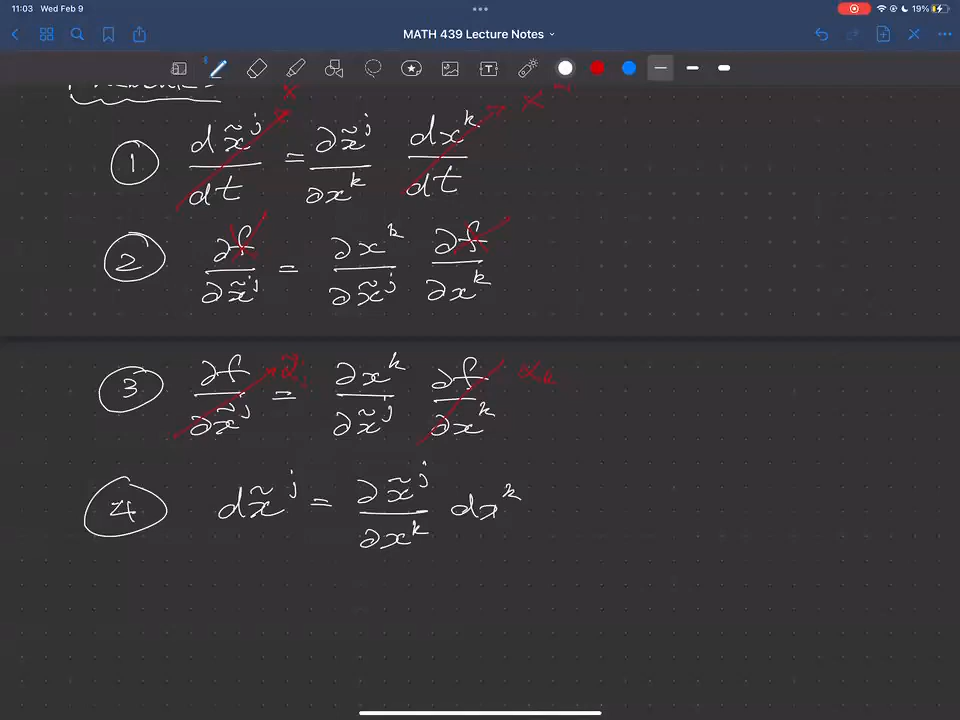 11:03 Wed Feb 9
19%
MATH 439 Lecture Notes
① dx̃ʲ/dt = ∂x̃ʲ/∂xᵏ dxᵏ/dt
② ∂f/∂x̃ʲ = ∂xᵏ/∂x̃ʲ ∂f/∂xᵏ
③ ∂f/∂x̃ʲ = ∂xᵏ/∂x̃ʲ ∂f/∂xᵏ αₖ
④ dx̃ʲ = ∂x̃ʲ/∂xᵏ dxᵏ